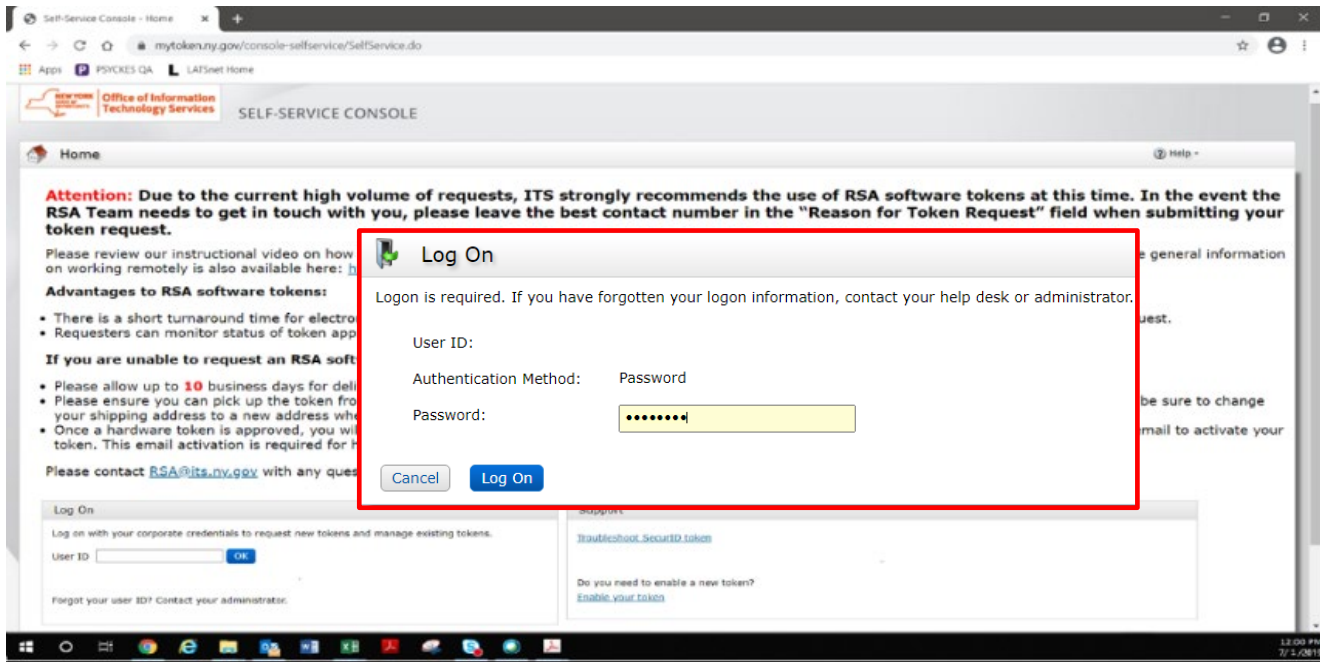 Self-Service Console - Home
mytoken.ny.gov/console-selfservice/SelfService.do
Apps PSYCKES QA LATSnet Home
NEW YORK
STATE OF
OPPORTUNITY.
Office of Information
Technology Services
SELF-SERVICE CONSOLE
Home
Help
Attention: Due to the current high volume of requests, ITS strongly recommends the use of RSA software tokens at this time. In the event the
RSA Team needs to get in touch with you, please leave the best contact number in the "Reason for Token Request" field when submitting your
token request.
Please review our instructional video on how e general information
on working remotely is also available here: h
Advantages to RSA software tokens:
• There is a short turnaround time for electro uest.
• Requesters can monitor status of token app
If you are unable to request an RSA soft
• Please allow up to 10 business days for deli
• Please ensure you can pick up the token fro be sure to change
your shipping address to a new address whe
• Once a hardware token is approved, you wil email to activate your
token. This email activation is required for h
Please contact RSA@its.ny.gov with any ques
Log On
Logon is required. If you have forgotten your logon information, contact your help desk or administrator.
User ID:
Authentication Method: Password
Password: ••••••••
Cancel Log On
Log On
Log on with your corporate credentials to request new tokens and manage existing tokens.
User ID OK
Forgot your user ID? Contact your administrator.
Support
Troubleshoot SecurID token
Do you need to enable a new token?
Enable your token
12:00 PM